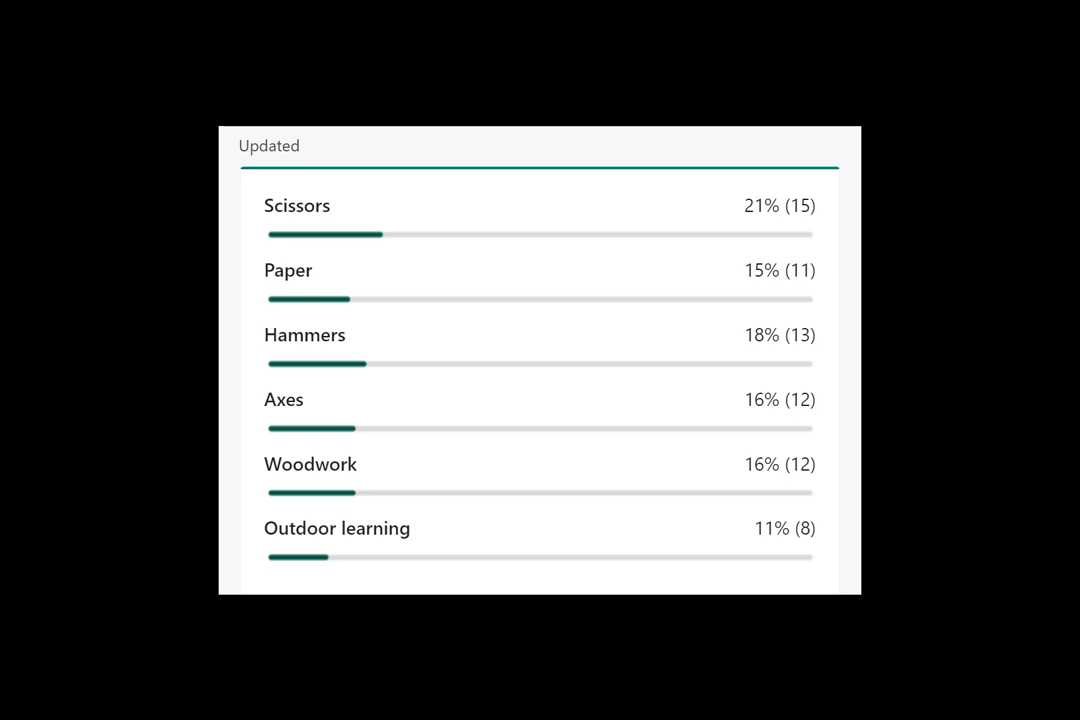 Updated
Scissors 21% (15)
Paper 15% (11)
Hammers 18% (13)
Axes 16% (12)
Woodwork 16% (12)
Outdoor learning 11% (8)